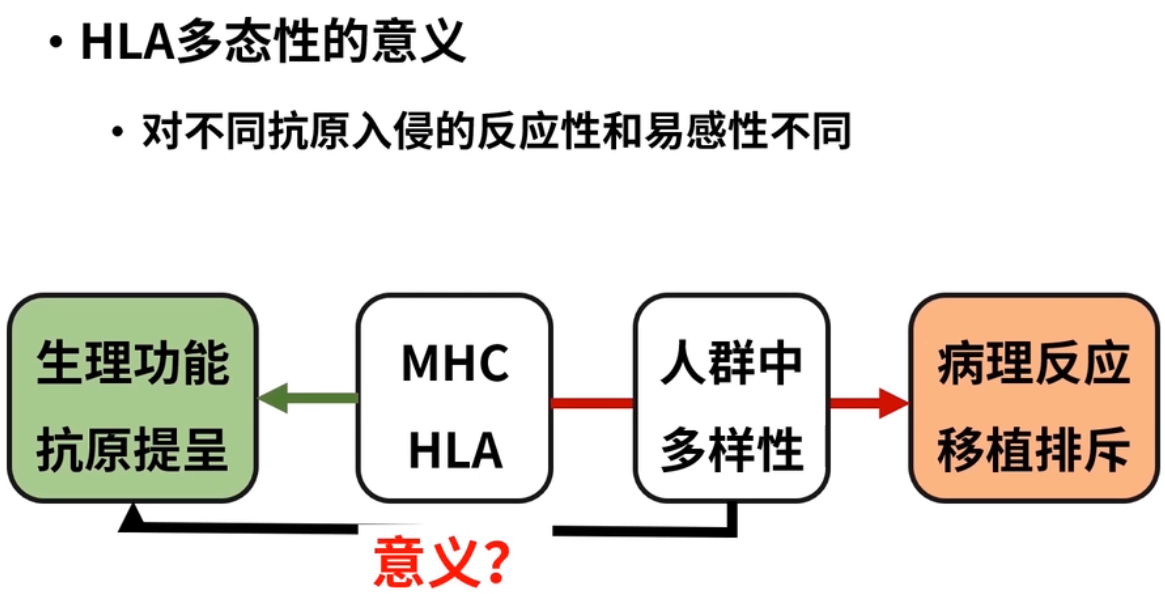 • HLA多态性的意义
• 对不同抗原入侵的反应性和易感性不同
生理功能
抗原提呈
MHC
HLA
人群中
多样性
病理反应
移植排斥
意义？